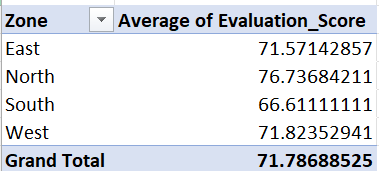 Zone Average of Evaluation_Score
East 71.57142857
North 76.73684211
South 66.61111111
West 71.82352941
Grand Total 71.78688525